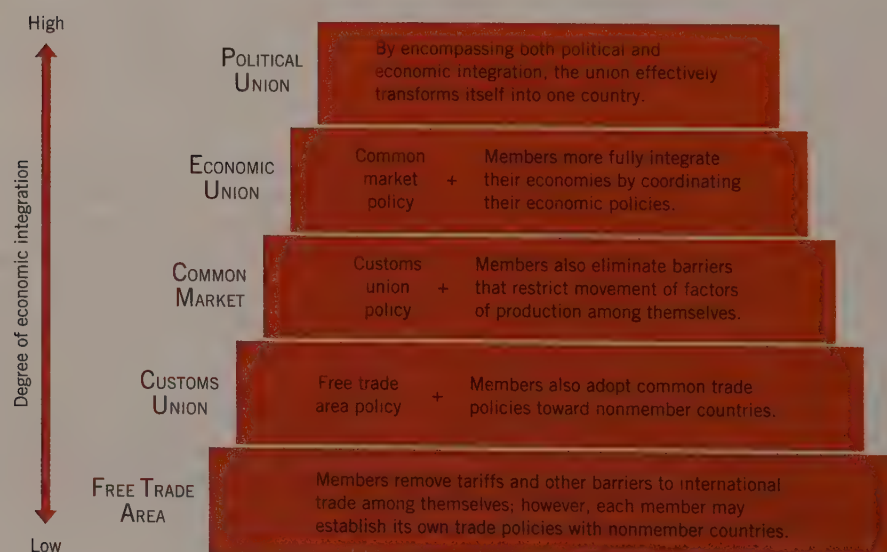 High
POLITICAL
UNION
By encompassing both political and
economic integration, the union effectively
transforms itself into one country.
ECONOMIC
UNION
Common
market
policy
+
Members more fully integrate
their economies by coordinating
their economic policies.
COMMON
MARKET
Customs
union
policy
+
Members also eliminate barriers
that restrict movement of factors
of production among themselves.
CUSTOMS
UNION
Free trade
area policy
+
Members also adopt common trade
policies toward nonmember countries.
FREE TRADE
AREA
Members remove tariffs and other barriers to international
trade among themselves; however, each member may
establish its own trade policies with nonmember countries.
Low
Degree of economic integration